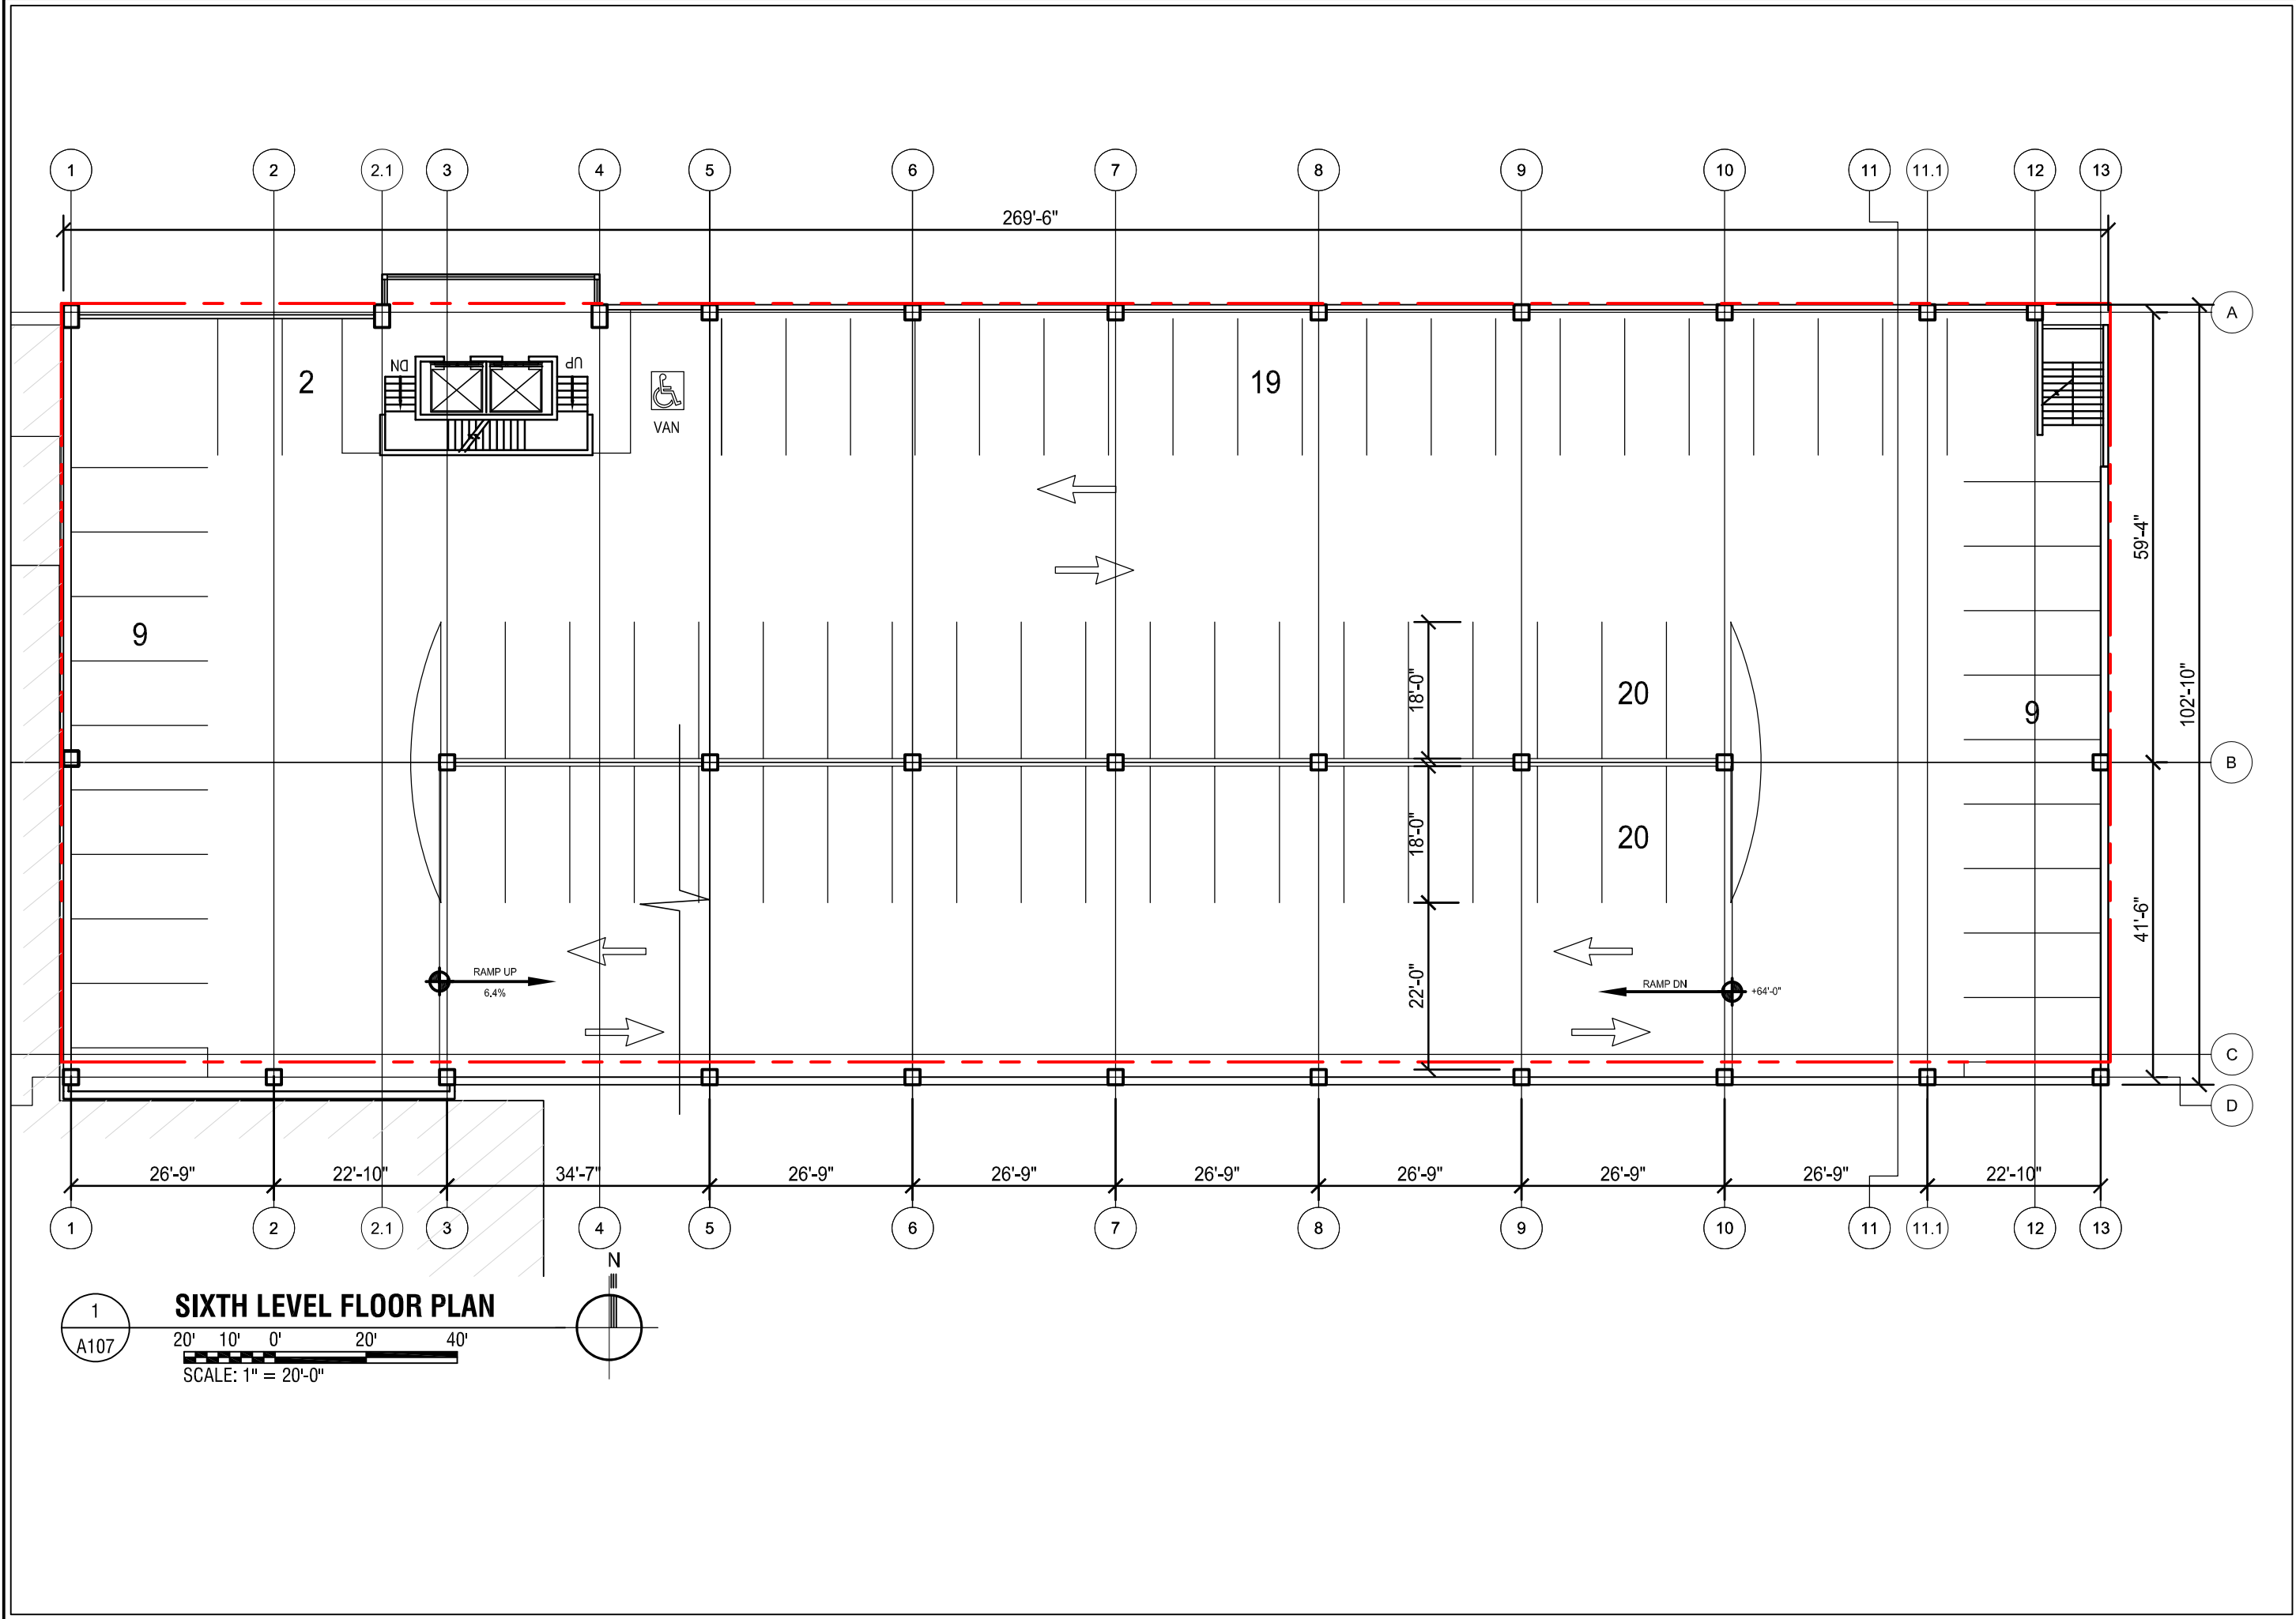 1 2 2.1 3 4 5 6 7 8 9 10 11 11.1 12 13
269'-6"
A
DN UP
2 19
VAN
59'-4"
9
18'-0" 20 9 102'-10"
B
18'-0" 20
41'-6"
RAMP UP
6.4%
22'-0"
RAMP DN +64'-0"
C
D
26'-9" 22'-10" 34'-7" 26'-9" 26'-9" 26'-9" 26'-9" 26'-9" 26'-9" 22'-10"
1 2 2.1 3 4 5 6 7 8 9 10 11 11.1 12 13
N
1 SIXTH LEVEL FLOOR PLAN
A107 20' 10' 0' 20' 40'
SCALE: 1" = 20'-0"